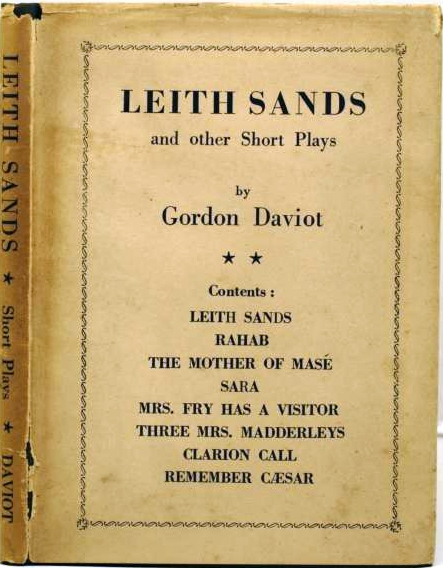 LEITH SANDS ★ Short Plays ★ DAVIOT
LEITH SANDS
and other Short Plays
by
Gordon Daviot
★ ★
Contents :
LEITH SANDS
RAHAB
THE MOTHER OF MASÉ
SARA
MRS. FRY HAS A VISITOR
THREE MRS. MADDERLEYS
CLARION CALL
REMEMBER CÆSAR